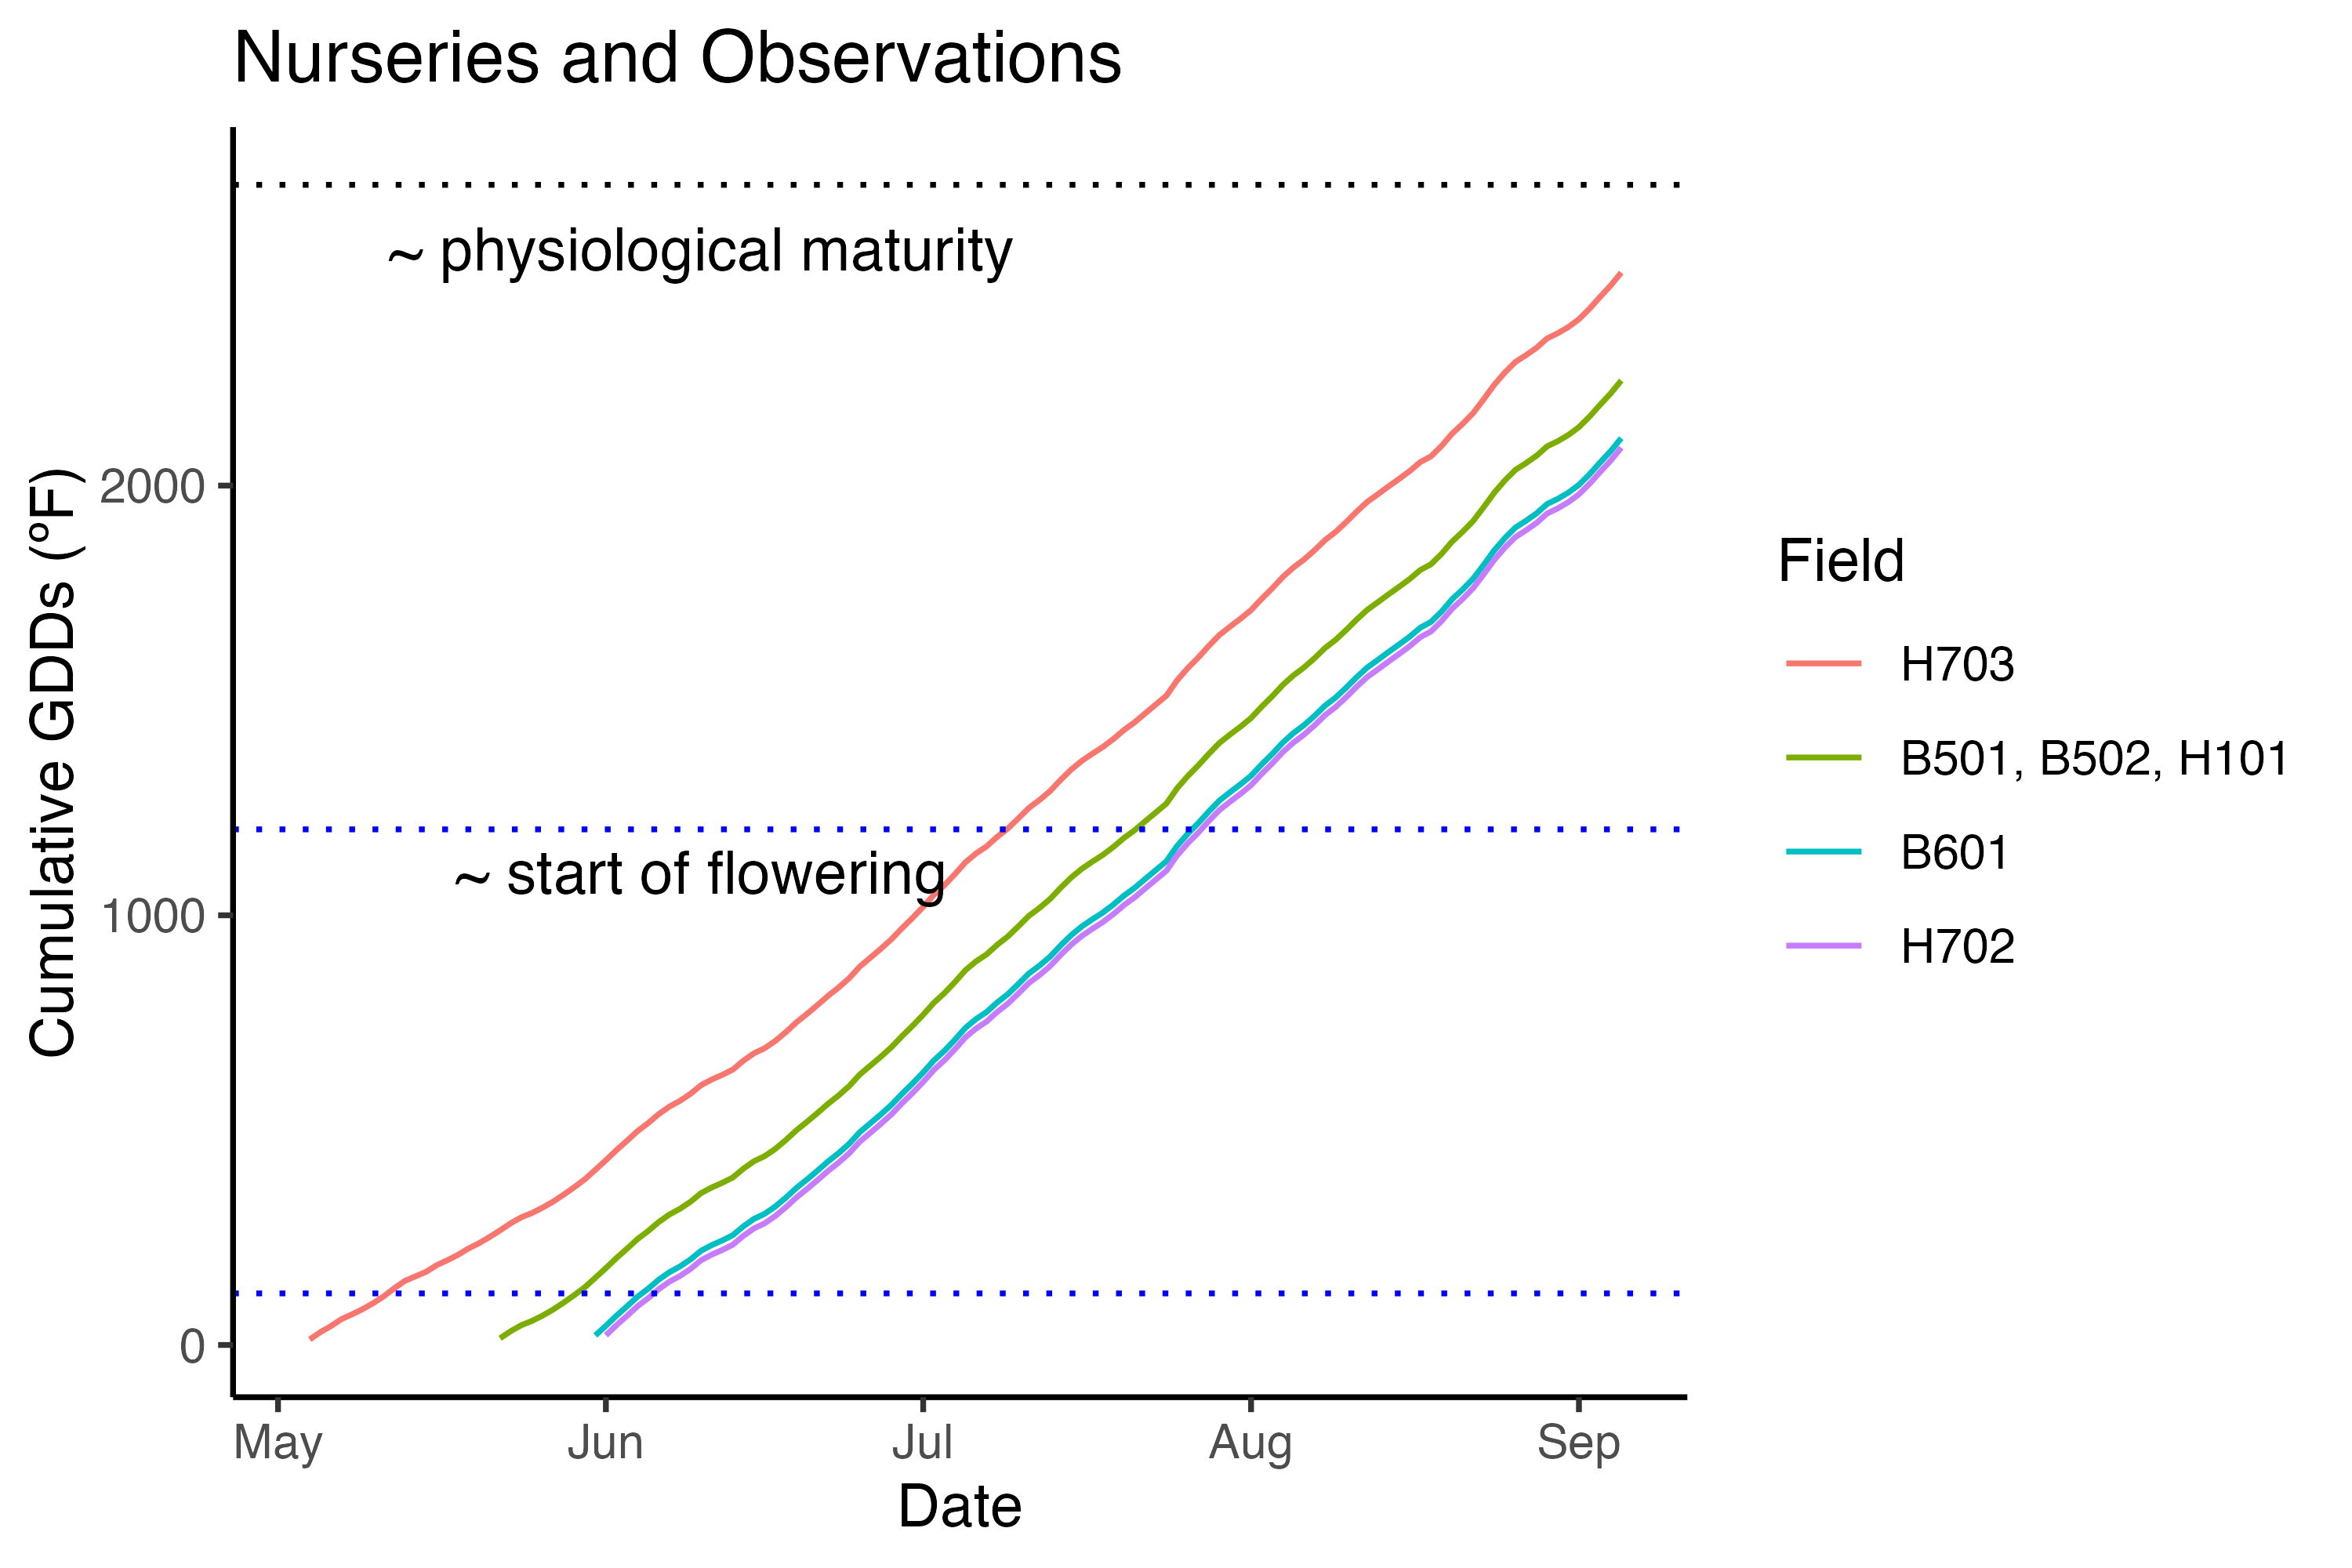 Nurseries and Observations
~ physiological maturity
~ start of flowering
Cumulative GDDs (°F)
2000
1000
0
May Jun Jul Aug Sep
Date
Field
H703
B501, B502, H101
B601
H702